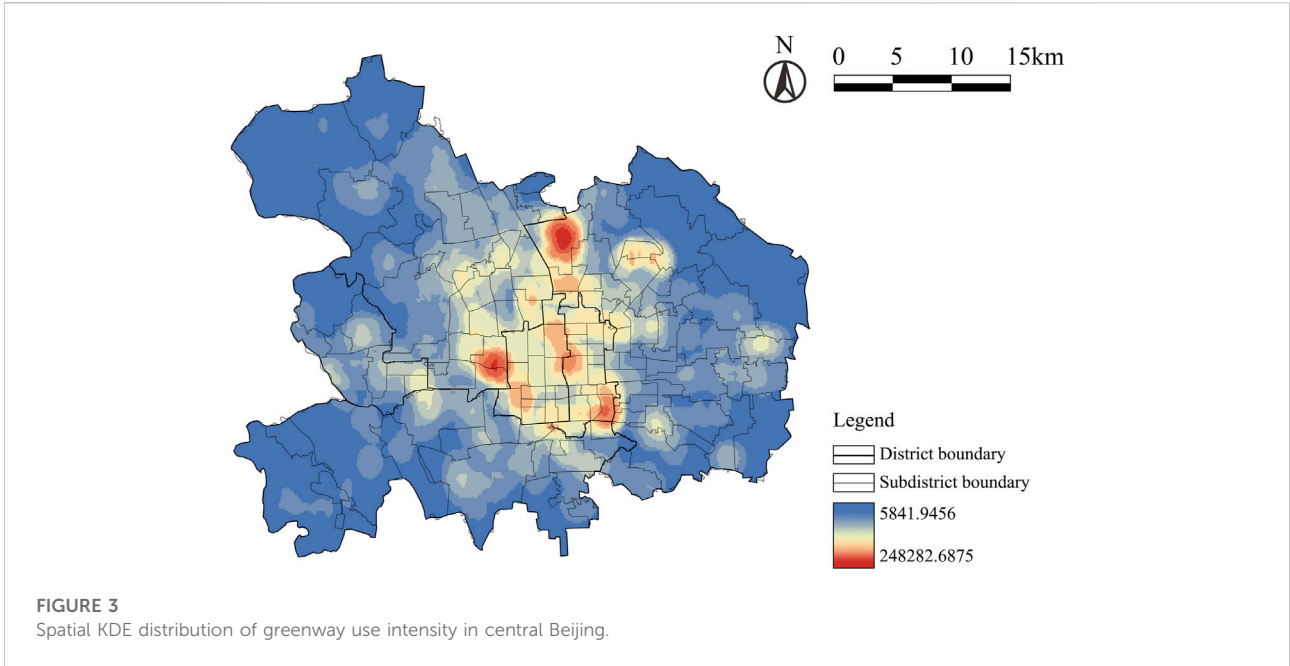 N
0 5 10 15km
Legend
District boundary
Subdistrict boundary
5841.9456
248282.6875
FIGURE 3
Spatial KDE distribution of greenway use intensity in central Beijing.